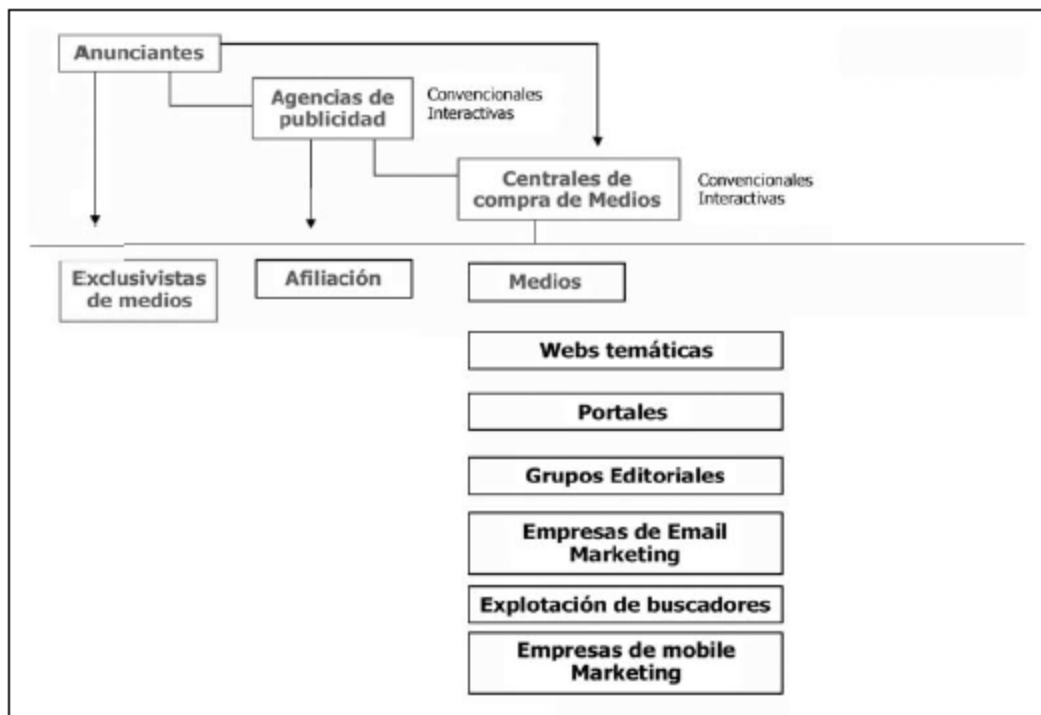 Anunciantes
Agencias de
publicidad
Convencionales
Interactivas
Centrales de
compra de Medios
Convencionales
Interactivas
Exclusivistas
de medios
Afiliación
Medios
Webs temáticas
Portales
Grupos Editoriales
Empresas de Email
Marketing
Explotación de buscadores
Empresas de mobile
Marketing